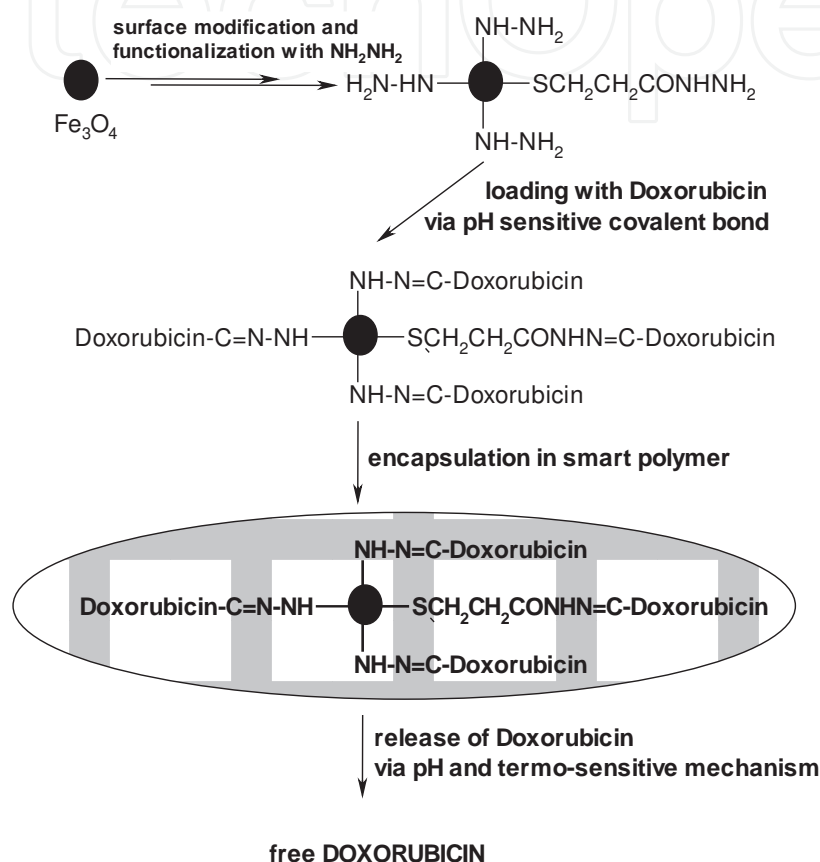 surface modification and
functionalization with NH₂NH₂
Fe₃O₄
NH-NH₂
H₂N-HN SCH₂CH₂CONHNH₂
NH-NH₂
loading with Doxorubicin
via pH sensitive covalent bond
NH-N=C-Doxorubicin
Doxorubicin-C=N-NH SCH₂CH₂CONHN=C-Doxorubicin
NH-N=C-Doxorubicin
encapsulation in smart polymer
NH-N=C-Doxorubicin
Doxorubicin-C=N-NH SCH₂CH₂CONHN=C-Doxorubicin
NH-N=C-Doxorubicin
release of Doxorubicin
via pH and termo-sensitive mechanism
free DOXORUBICIN